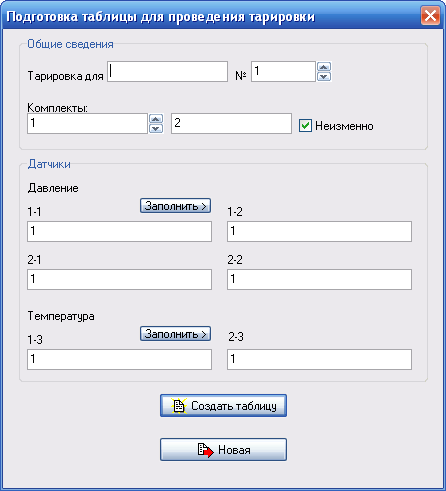 Подготовка таблицы для проведения тарировки
Общие сведения
Тарировка для № 1
Комплекты:
1 2 Неизменно
Датчики
Давление
1-1 Заполнить > 1-2
1 1
2-1 2-2
1 1
Температура
1-3 Заполнить > 2-3
1 1
Создать таблицу
Новая